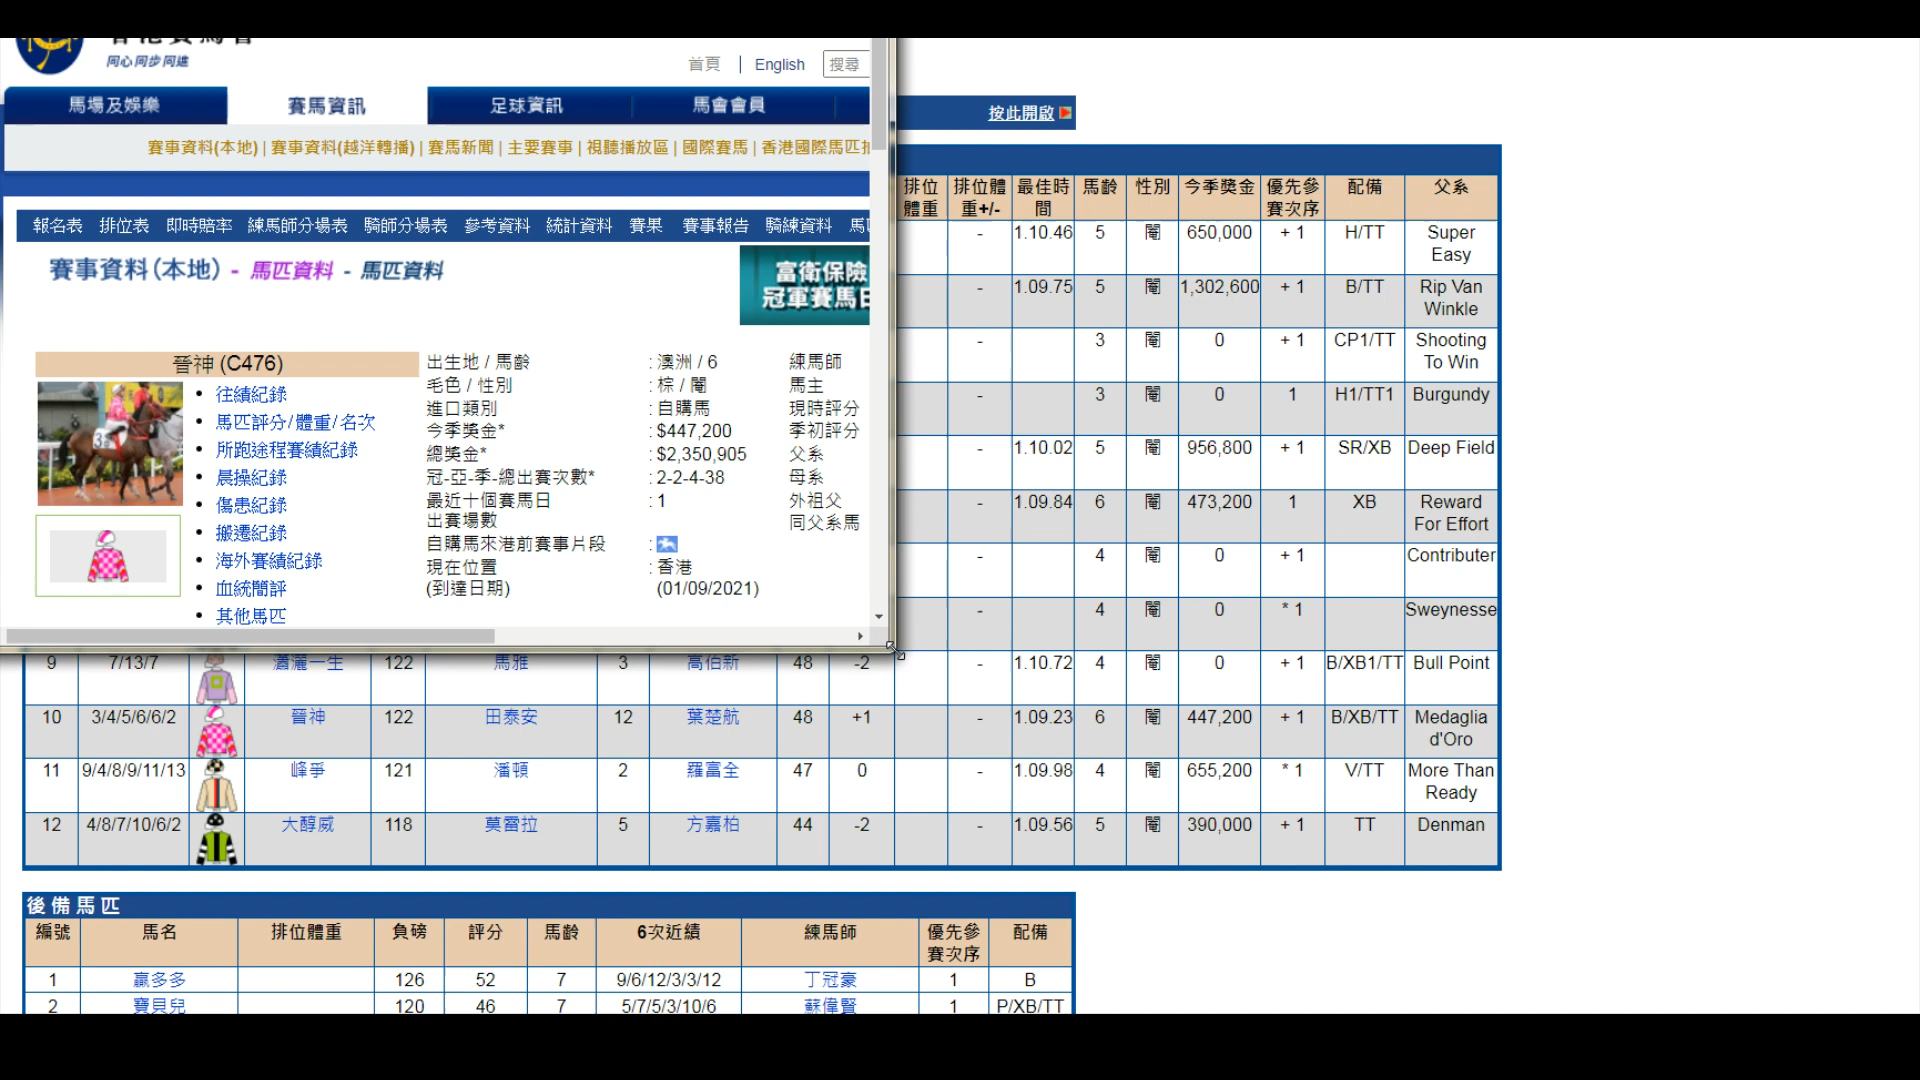 同心同步同進
首頁 | English 搜尋
馬場及娛樂 賽馬資訊 足球資訊 馬會會員
賽事資料(本地) | 賽事資料(越洋轉播) | 賽馬新聞 | 主要賽事 | 視聽播放區 | 國際賽馬 | 香港國際馬匹拍
報名表 排位表 即時賠率 練馬師分場表 騎師分場表 參考資料 統計資料 賽果 賽事報告 騎練資料
賽事資料(本地) - 馬匹資料 - 馬匹資料
富衛保險
冠軍賽馬日
晉神 (C476)
• 往績紀錄
• 馬匹評分/體重/名次
• 所跑途程賽績紀錄
• 晨操紀錄
• 傷患紀錄
• 搬遷紀錄
• 海外賽績紀錄
• 血統簡評
• 其他馬匹
出生地 / 馬齡 : 澳洲 / 6 練馬師
毛色 / 性別 : 棕 / 閹 馬主
進口類別 : 自購馬 現時評分
今季獎金* : $447,200 季初評分
總獎金* : $2,350,905 父系
冠-亞-季-總出賽次數* : 2-2-4-38 母系
最近十個賽馬日 : 1 外祖父
出賽場數 同父系馬
自購馬來港前賽事片段 :
現在位置 : 香港
(到達日期) (01/09/2021)
按此開啟
排位體重 排位體重+/- 最佳時間 馬齡 性別 今季獎金 優先參賽次序 配備 父系
- 1.10.46 5 閹 650,000 + 1 H/TT Super Easy
- 1.09.75 5 閹 1,302,600 + 1 B/TT Rip Van Winkle
- 3 閹 0 + 1 CP1/TT Shooting To Win
- 3 閹 0 1 H1/TT1 Burgundy
- 1.10.02 5 閹 956,800 + 1 SR/XB Deep Field
- 1.09.84 6 閹 473,200 1 XB Reward For Effort
- 4 閹 0 + 1 Contributer
- 4 閹 0 * 1 Sweynesse
9 7/13/7 瀟灑一生 122 馬雅 3 高伯新 48 -2 - 1.10.72 4 閹 0 + 1 B/XB1/TT Bull Point
10 3/4/5/6/6/2 晉神 122 田泰安 12 葉楚航 48 +1 - 1.09.23 6 閹 447,200 + 1 B/XB/TT Medaglia d'Oro
11 9/4/8/9/11/13 峰爭 121 潘頓 2 羅富全 47 0 - 1.09.98 4 閹 655,200 * 1 V/TT More Than Ready
12 4/8/7/10/6/2 大醇威 118 莫雷拉 5 方嘉柏 44 -2 - 1.09.56 5 閹 390,000 + 1 TT Denman
後備馬匹
編號 馬名 排位體重 負磅 評分 馬齡 6次近績 練馬師 優先參賽次序 配備
1 贏多多 126 52 7 9/6/12/3/3/12 丁冠豪 1 B
2 寶貝兒 120 46 7 5/7/5/3/10/6 蘇偉賢 1 P/XB/TT